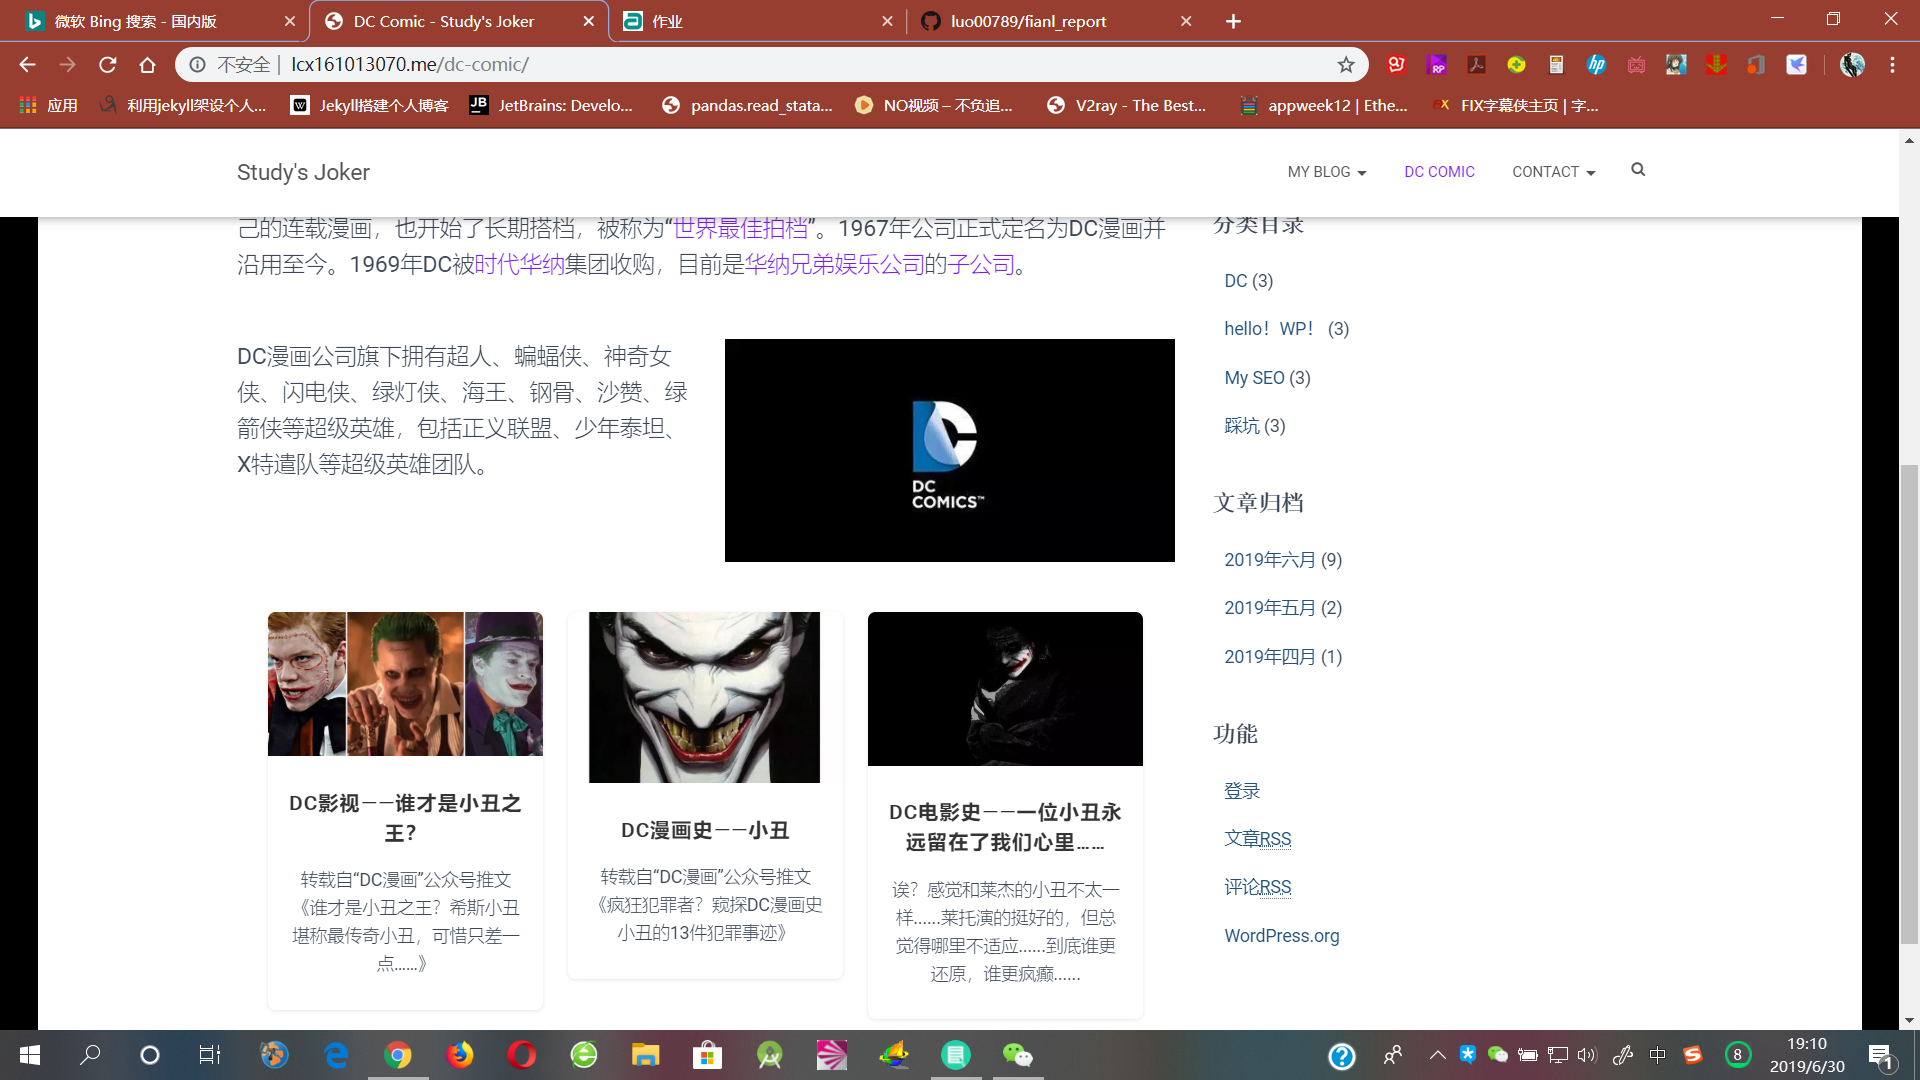 微软 Bing 搜索 - 国内版
DC Comic - Study's Joker
作业
luo00789/fianl_report
不安全 | lcx161013070.me/dc-comic/
应用
利用jekyll架设个人...
Jekyll搭建个人博客
JetBrains: Develo...
pandas.read_stata...
NO视频 – 不负追...
V2ray - The Best...
appweek12 | Ethe...
FIX字幕侠主页 | 字...
Study's Joker
MY BLOG
DC COMIC
CONTACT
己的连载漫画，也开始了长期搭档，被称为“世界最佳拍档”。1967年公司正式定名为DC漫画并
沿用至今。1969年DC被时代华纳集团收购，目前是华纳兄弟娱乐公司的子公司。
DC漫画公司旗下拥有超人、蝙蝠侠、神奇女
侠、闪电侠、绿灯侠、海王、钢骨、沙赞、绿
箭侠等超级英雄，包括正义联盟、少年泰坦、
X特遣队等超级英雄团队。
DC
COMICS™
DC影视——谁才是小丑之
王？
转载自“DC漫画”公众号推文
《谁才是小丑之王？希斯小丑
堪称最传奇小丑，可惜只差一
点……》
DC漫画史——小丑
转载自“DC漫画”公众号推文
《疯狂犯罪者？窥探DC漫画史
小丑的13件犯罪事迹》
DC电影史——一位小丑永
远留在了我们心里……
诶？感觉和莱杰的小丑不太一
样......莱托演的挺好的，但总
觉得哪里不适应......到底谁更
还原，谁更疯癫......
分类目录
DC (3)
hello！WP！ (3)
My SEO (3)
踩坑 (3)
文章归档
2019年六月 (9)
2019年五月 (2)
2019年四月 (1)
功能
登录
文章RSS
评论RSS
WordPress.org
中
8
19:10
2019/6/30
1